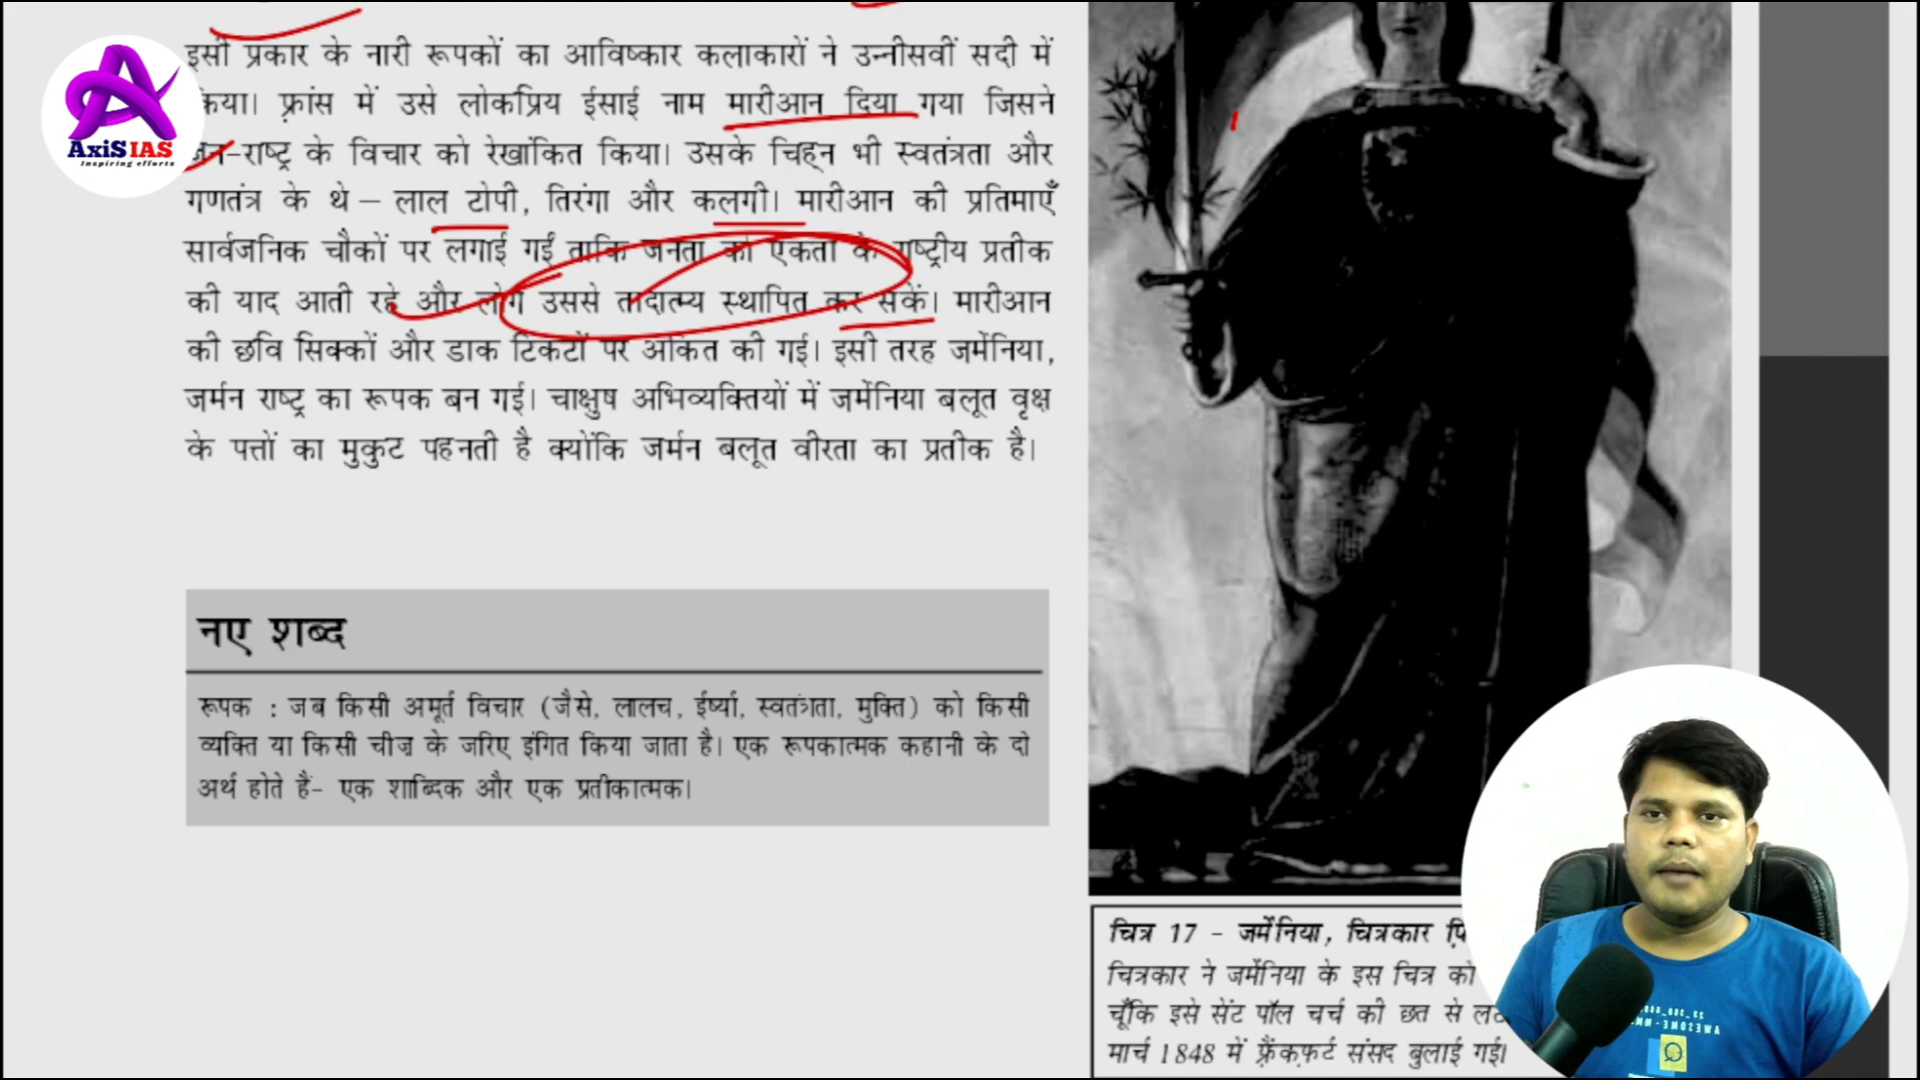 इसी प्रकार के नारी रूपकों का आविष्कार कलाकारों ने उन्नीसवीं सदी में
किया। फ़्रांस में उसे लोकप्रिय ईसाई नाम मारीआन दिया गया जिसने
जन-राष्ट्र के विचार को रेखांकित किया। उसके चिह्न भी स्वतंत्रता और
गणतंत्र के थे – लाल टोपी, तिरंगा और कलगी। मारीआन की प्रतिमाएँ
सार्वजनिक चौकों पर लगाई गईं ताकि जनता को एकता के राष्ट्रीय प्रतीक
की याद आती रहे और लोग उससे तादात्म्य स्थापित कर सकें। मारीआन
की छवि सिक्कों और डाक टिकटों पर अंकित की गई। इसी तरह जर्मेनिया,
जर्मन राष्ट्र का रूपक बन गई। चाक्षुष अभिव्यक्तियों में जर्मेनिया बलूत वृक्ष
के पत्तों का मुकुट पहनती है क्योंकि जर्मन बलूत वीरता का प्रतीक है।
AxiS IAS
Inspiring efforts
नए शब्द
रूपक : जब किसी अमूर्त विचार (जैसे, लालच, ईर्ष्या, स्वतंत्रता, मुक्ति) को किसी
व्यक्ति या किसी चीज़ के जरिए इंगित किया जाता है। एक रूपकात्मक कहानी के दो
अर्थ होते हैं- एक शाब्दिक और एक प्रतीकात्मक।
चित्र 17 - जर्मेनिया, चित्रकार
चित्रकार ने जर्मेनिया के इस चित्र को
चूँकि इसे सेंट पॉल चर्च की छत से
मार्च 1848 में फ़्रैंकफ़र्ट संसद बुलाई गई।